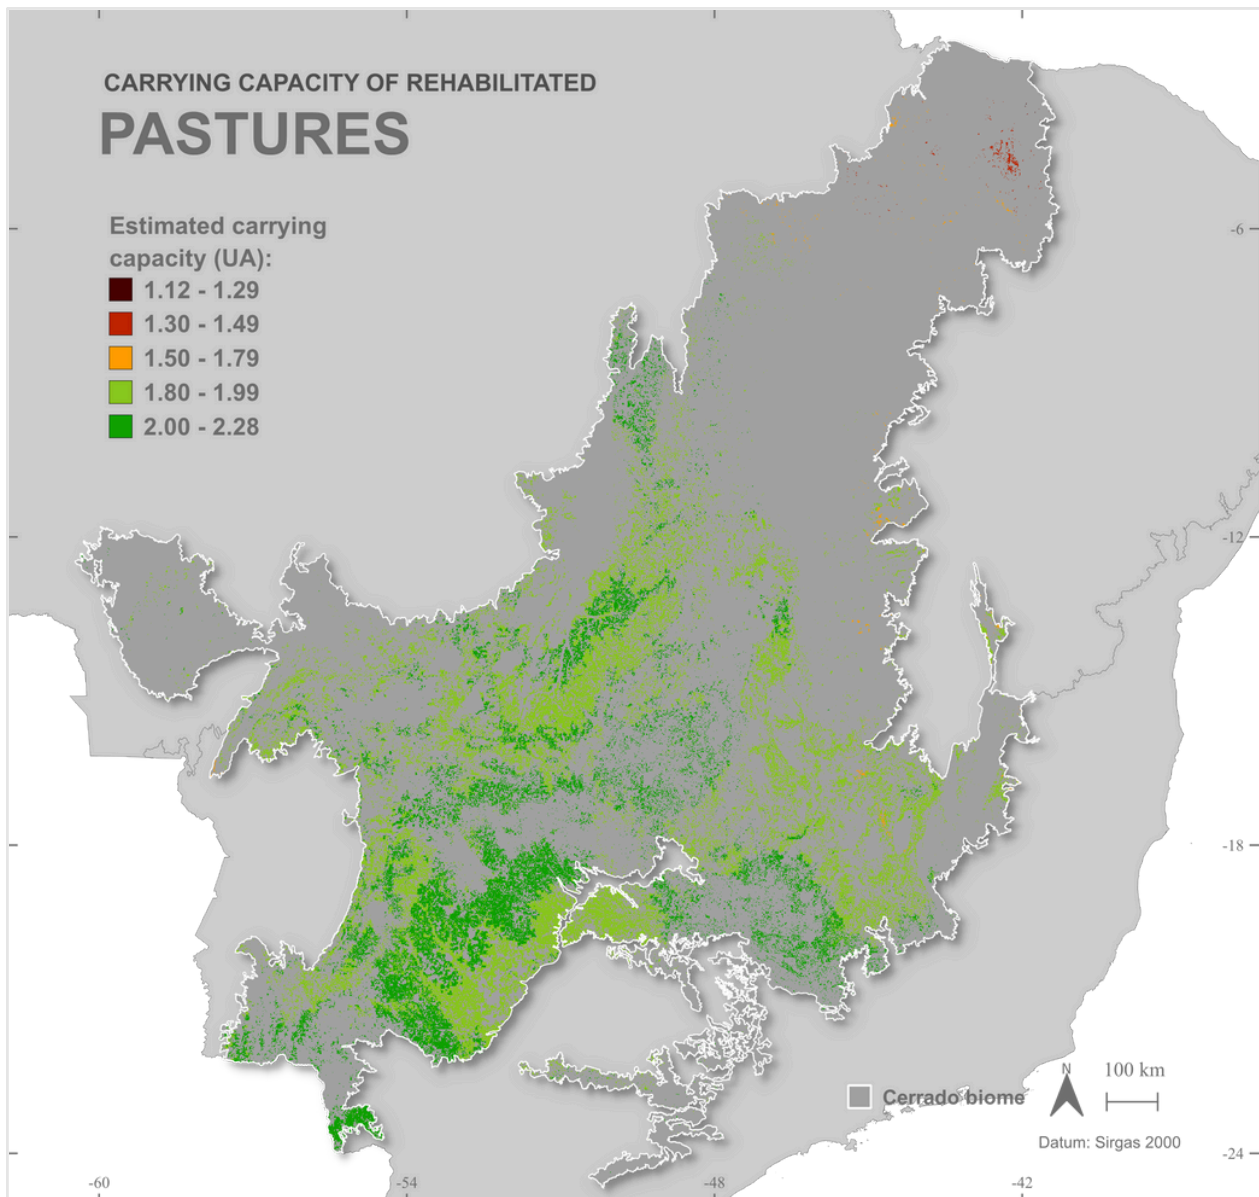 CARRYING CAPACITY OF REHABILITATED
PASTURES
Estimated carrying
capacity (UA):
1.12 - 1.29
1.30 - 1.49
1.50 - 1.79
1.80 - 1.99
2.00 - 2.28
-6
-12
-18
Cerrado biome
N
100 km
Datum: Sirgas 2000
-24
-60
-54
-48
-42